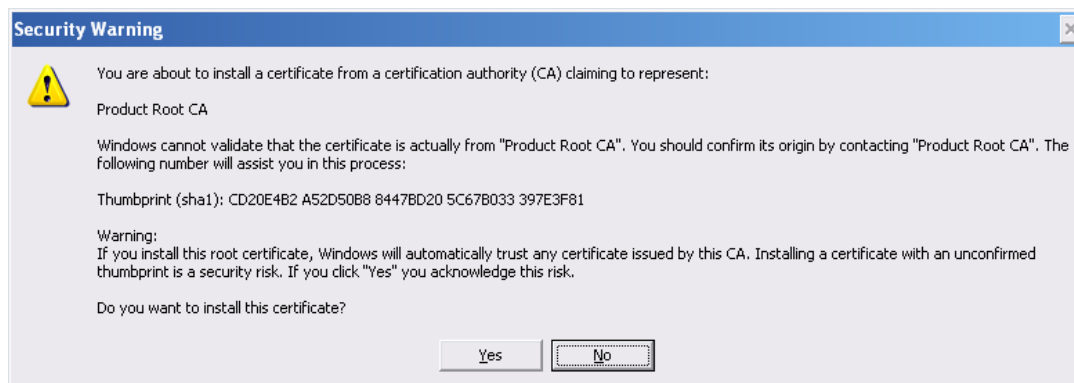 Security Warning
You are about to install a certificate from a certification authority (CA) claiming to represent:
Product Root CA
Windows cannot validate that the certificate is actually from "Product Root CA". You should confirm its origin by contacting "Product Root CA". The
following number will assist you in this process:
Thumbprint (sha1): CD20E4B2 A52D50B8 8447BD20 5C67B033 397E3F81
Warning:
If you install this root certificate, Windows will automatically trust any certificate issued by this CA. Installing a certificate with an unconfirmed
thumbprint is a security risk. If you click "Yes" you acknowledge this risk.
Do you want to install this certificate?
Yes
No